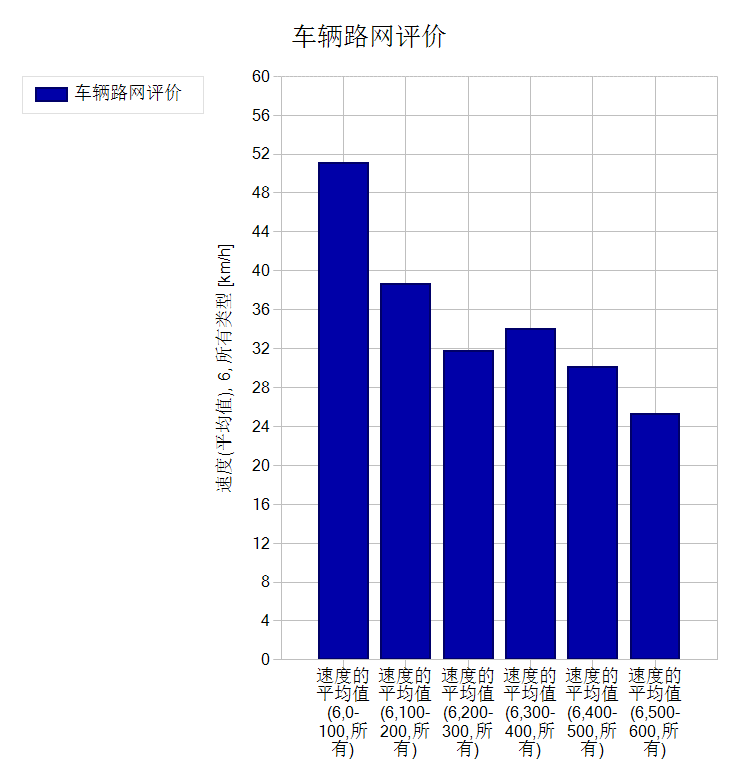 车辆路网评价
车辆路网评价
速度(平均值), 6, 所有类型 [km/h]
60
56
52
48
44
40
36
32
28
24
20
16
12
8
4
0
速度的
平均值
(6,0-
100,所
有)
速度的
平均值
(6,100-
200,所
有)
速度的
平均值
(6,200-
300,所
有)
速度的
平均值
(6,300-
400,所
有)
速度的
平均值
(6,400-
500,所
有)
速度的
平均值
(6,500-
600,所
有)